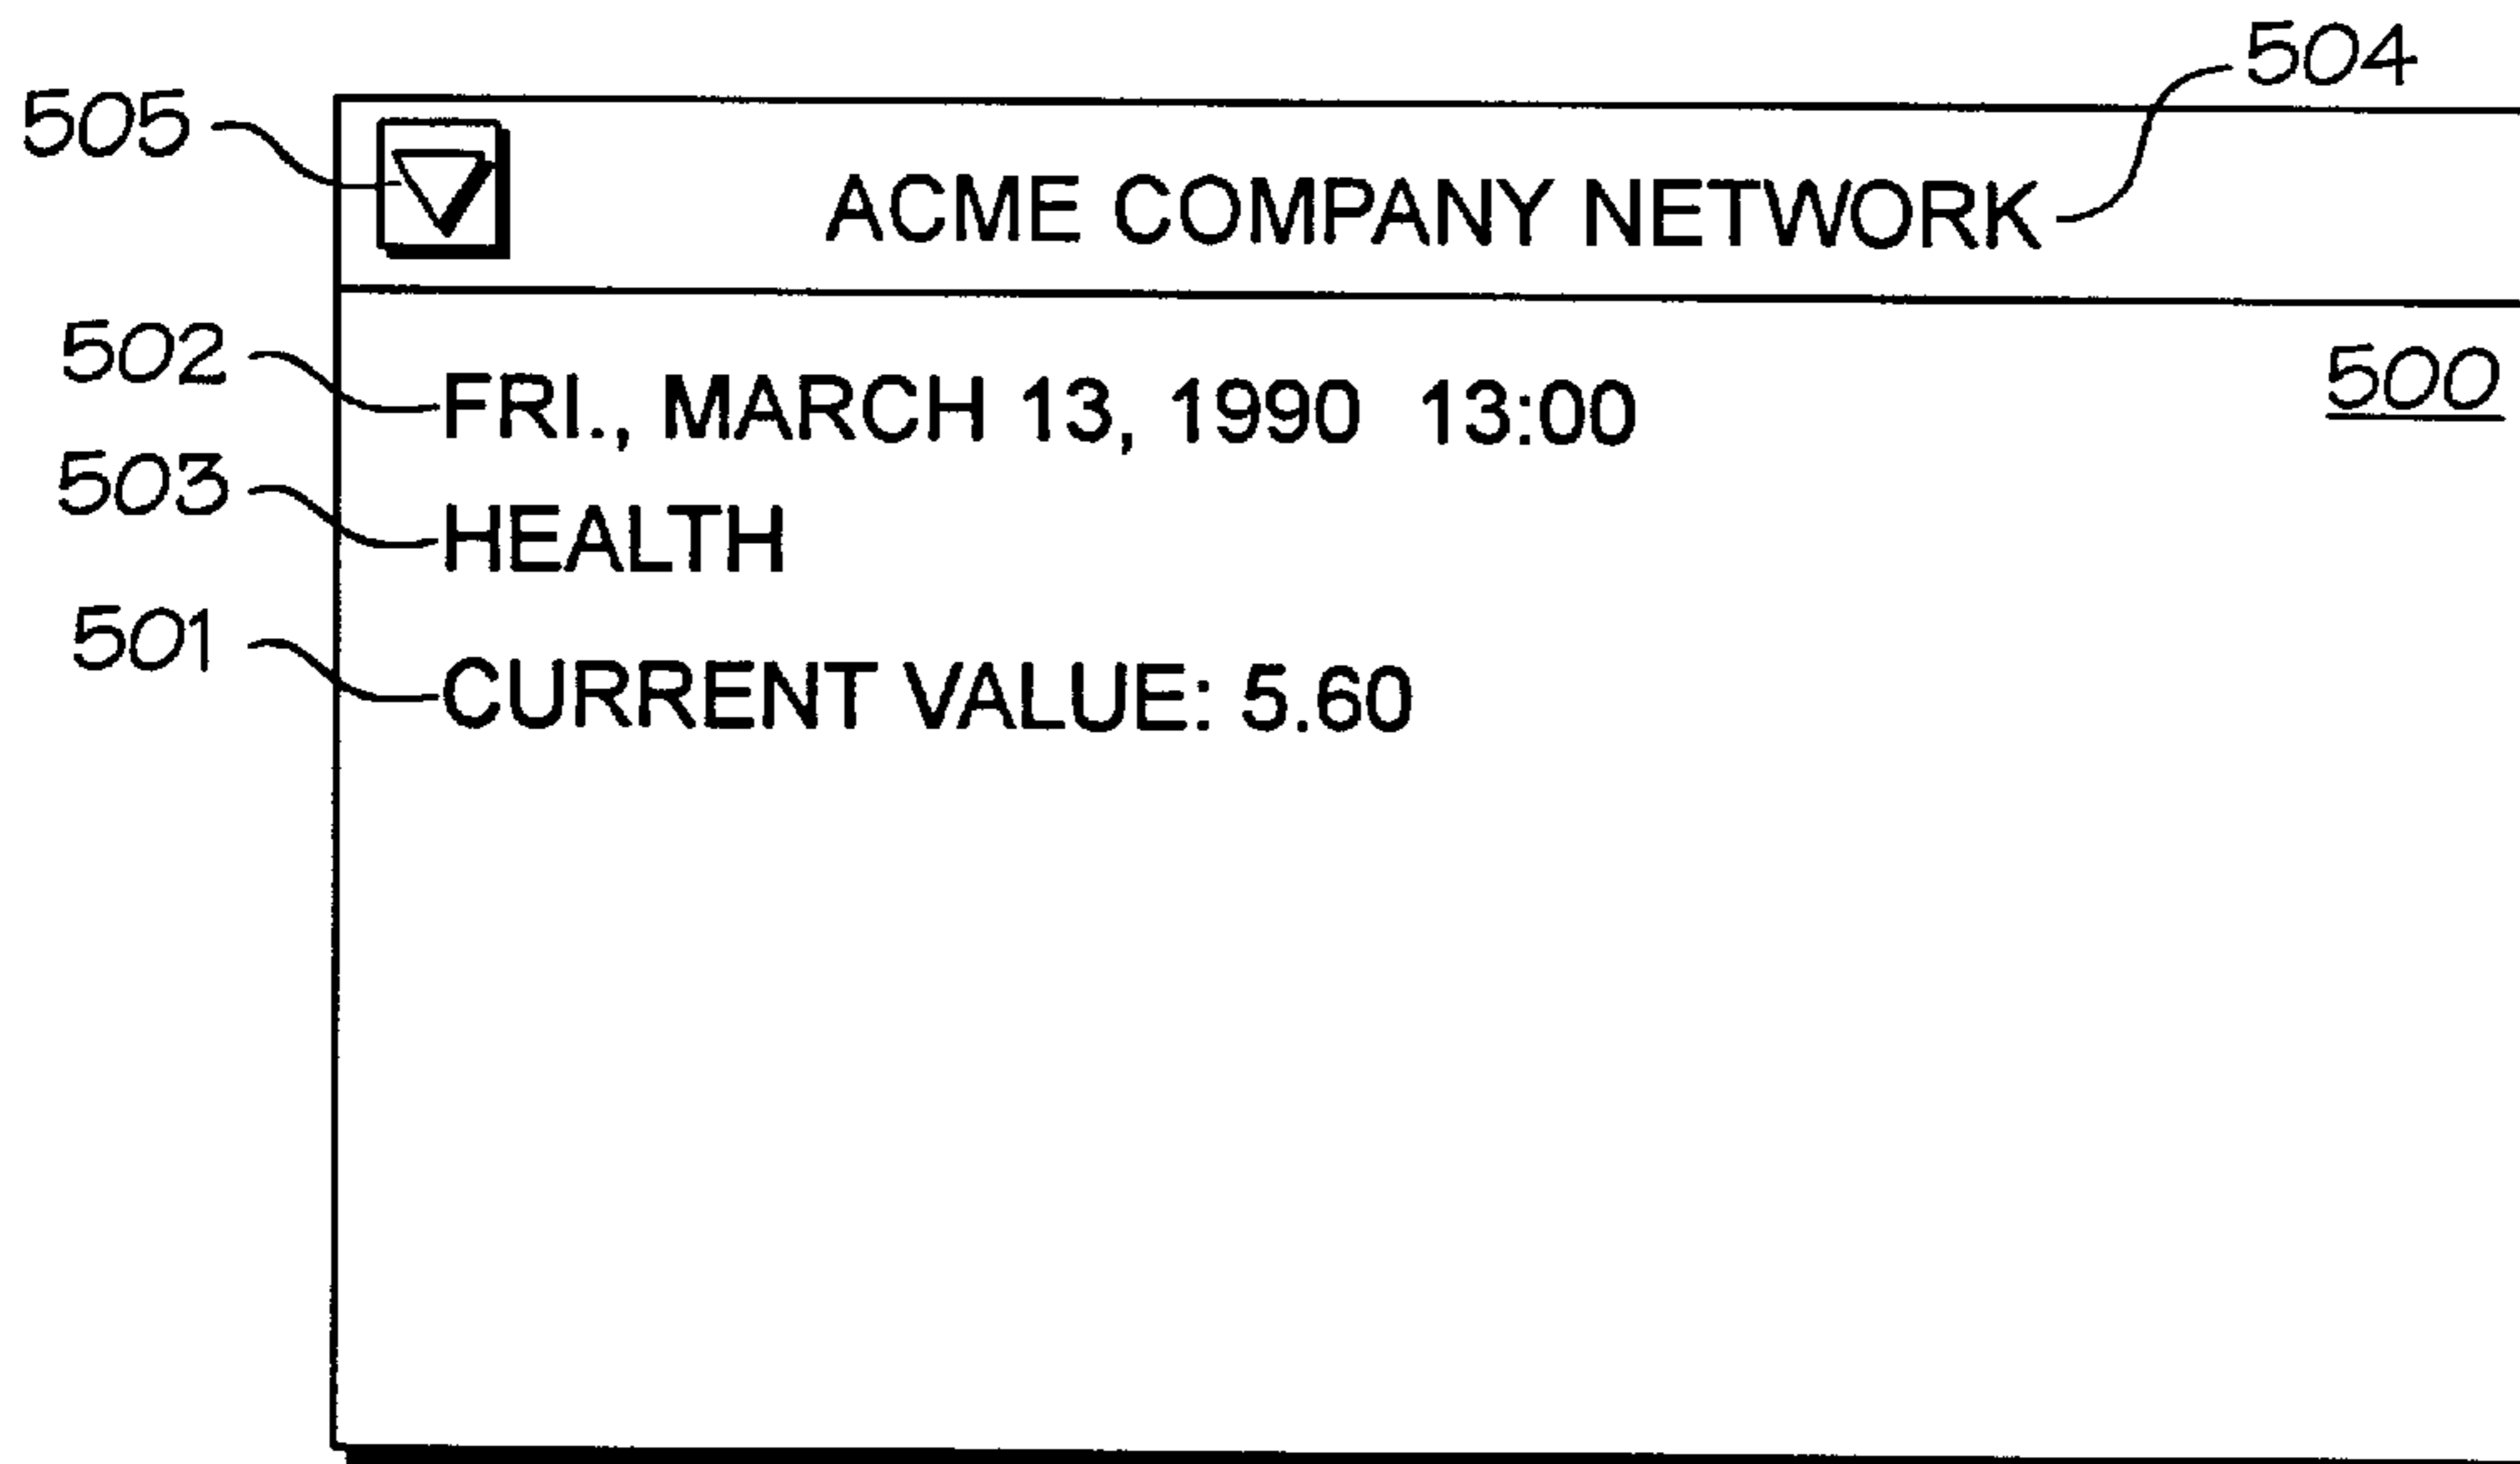 504
505
ACME COMPANY NETWORK
502
FRI., MARCH 13, 1990 13:00
500
503
HEALTH
501
CURRENT VALUE: 5.60